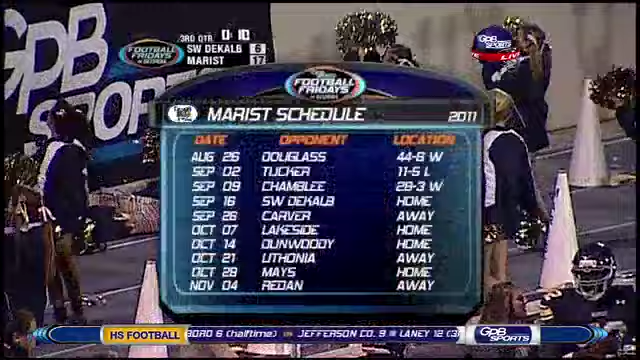 3RD QTR 0:10
FOOTBALL FRIDAYS
SW DEKALB 6
MARIST 17
GPB
SPORTS
LIVE
GPB
SPORTS
FOOTBALL
FRIDAYS
IN GEORGIA
MARIST SCHEDULE 2011
DATE OPPONENT LOCATION
AUG 26 DOUGLASS 44-8 W
SEP 02 TUCKER 11-5 L
SEP 09 CHAMBLEE 28-3 W
SEP 16 SW DEKALB HOME
SEP 26 CARVER AWAY
OCT 07 LAKESIDE HOME
OCT 14 DUNWOODY HOME
OCT 21 LITHONIA AWAY
OCT 28 MAYS HOME
NOV 04 REDAN AWAY
HS FOOTBALL
6 (halftime) JEFFERSON CO. 9 LANEY 12
GPB
SPORTS